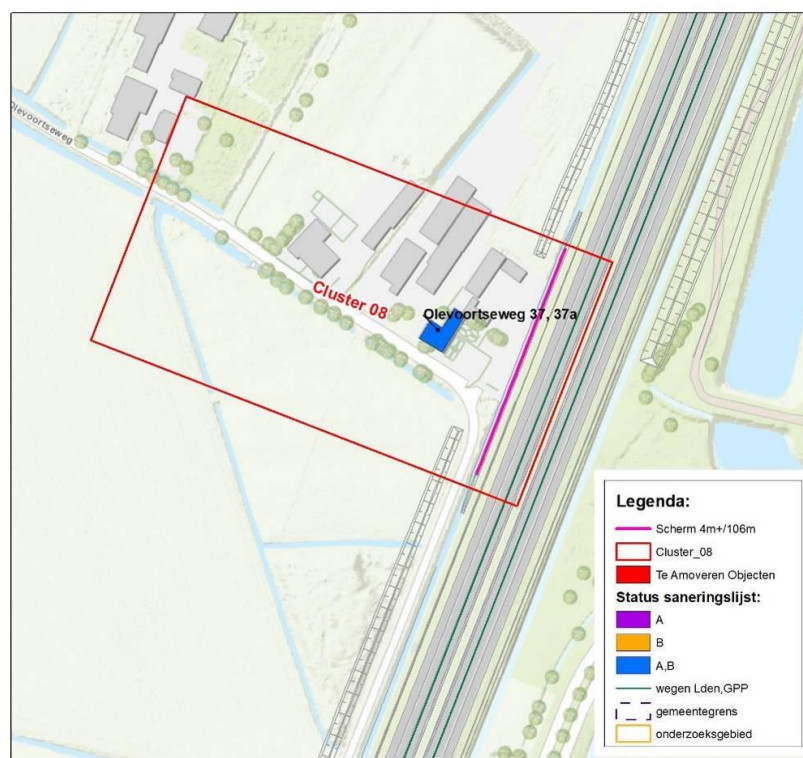 Olevoortseweg
Cluster 08
Olevoortseweg 37, 37a
Legenda:
Scherm 4m+/106m
Cluster_08
Te Amoveren Objecten
Status saneringslijst:
A
B
A,B
wegen Lden,GPP
gemeentegrens
onderzoeksgebied